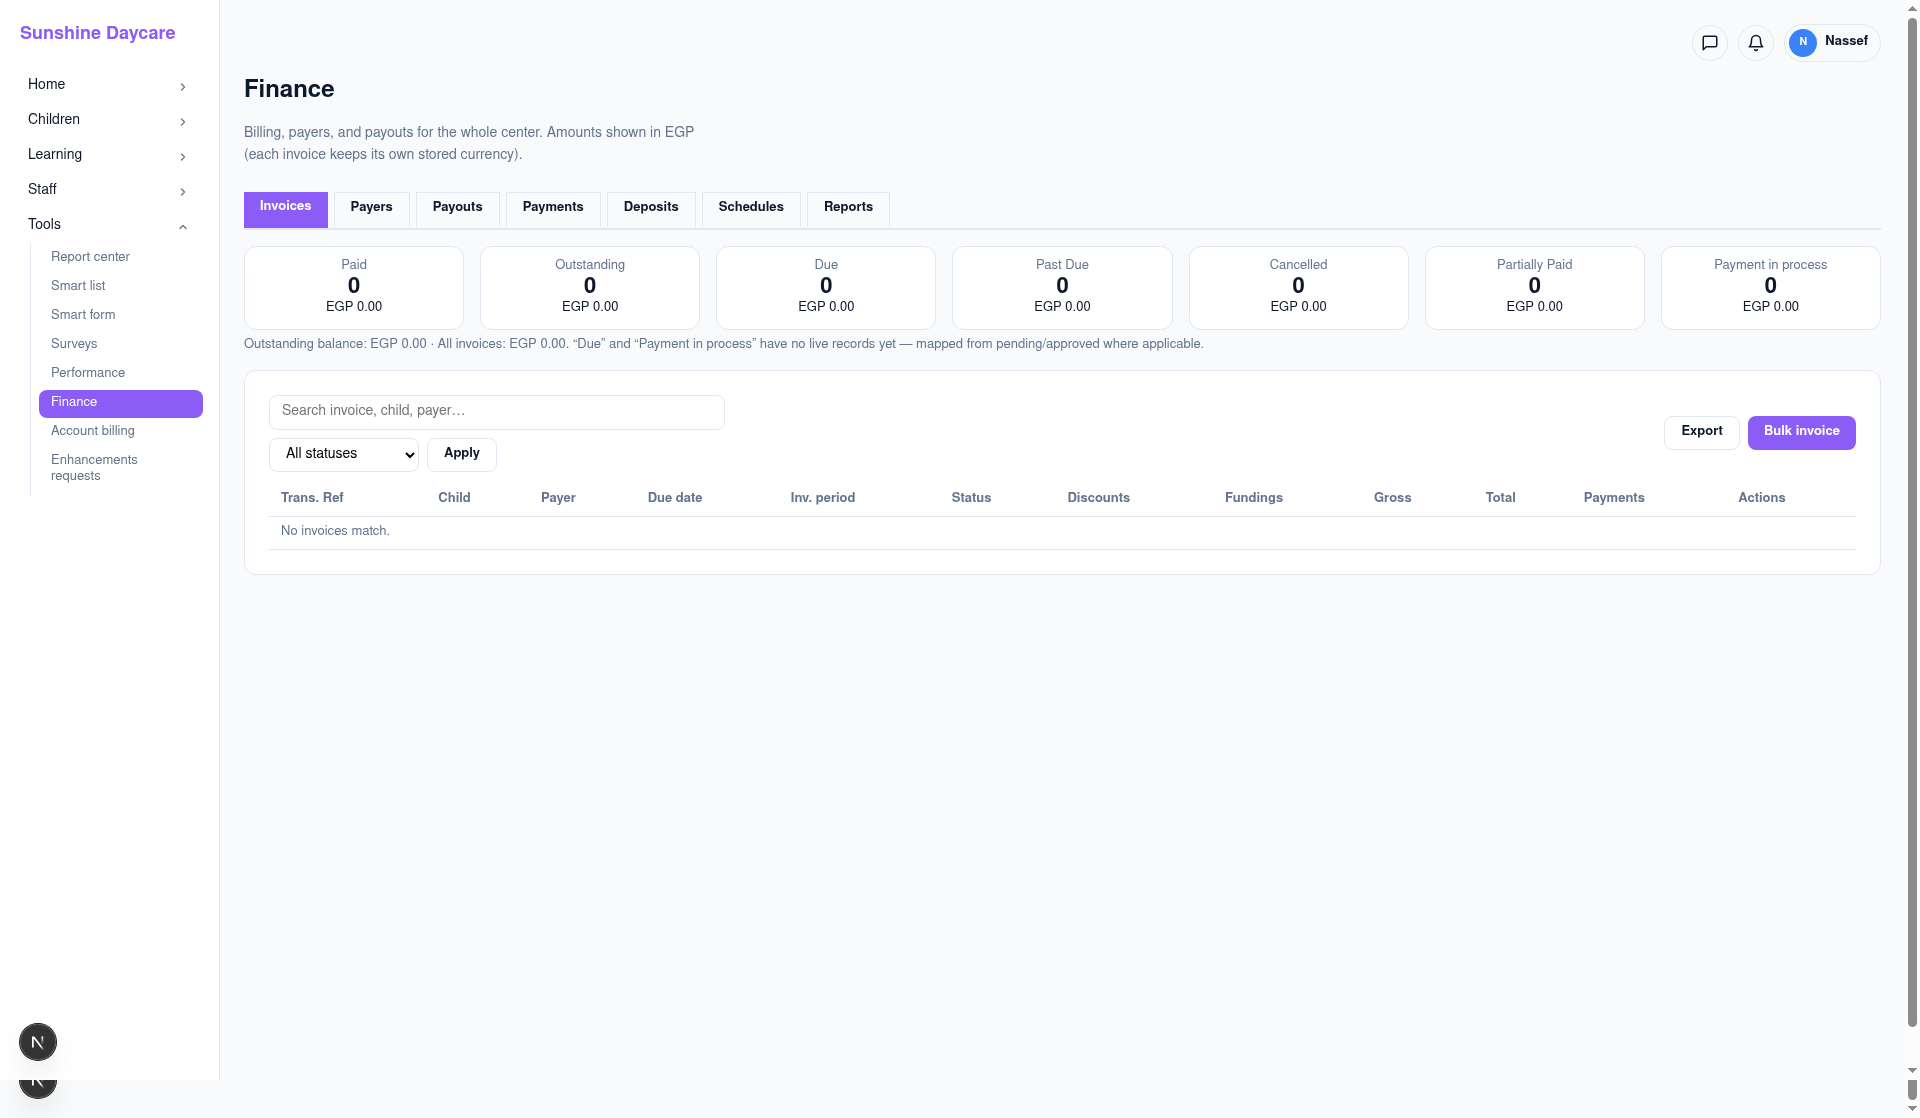 Sunshine Daycare
Home
Children
Learning
Staff
Tools
Report center
Smart list
Smart form
Surveys
Performance
Finance
Account billing
Enhancements
requests
N
Nassef
Finance
Billing, payers, and payouts for the whole center. Amounts shown in EGP
(each invoice keeps its own stored currency).
Invoices Payers Payouts Payments Deposits Schedules Reports
Paid Outstanding Due Past Due Cancelled Partially Paid Payment in process
0 0 0 0 0 0 0
EGP 0.00 EGP 0.00 EGP 0.00 EGP 0.00 EGP 0.00 EGP 0.00 EGP 0.00
Outstanding balance: EGP 0.00 · All invoices: EGP 0.00. “Due” and “Payment in process” have no live records yet — mapped from pending/approved where applicable.
Search invoice, child, payer…
All statuses Apply
Export Bulk invoice
Trans. Ref Child Payer Due date Inv. period Status Discounts Fundings Gross Total Payments Actions
No invoices match.
N
N